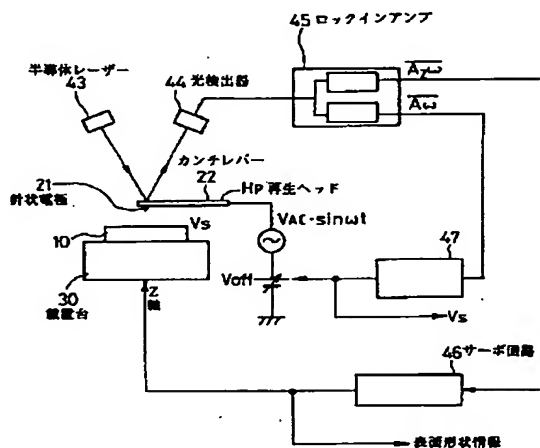 45 ロックインアンプ
半導体レーザー
43
44 光検出器
A2ω
Aω
カンチレバー
21
針状電極
22
HP 再生ヘッド
VAC·sinωt
10
Vs
30
載置台
Z軸
Voff
47
Vs
46 サーボ回路
表面形状情報